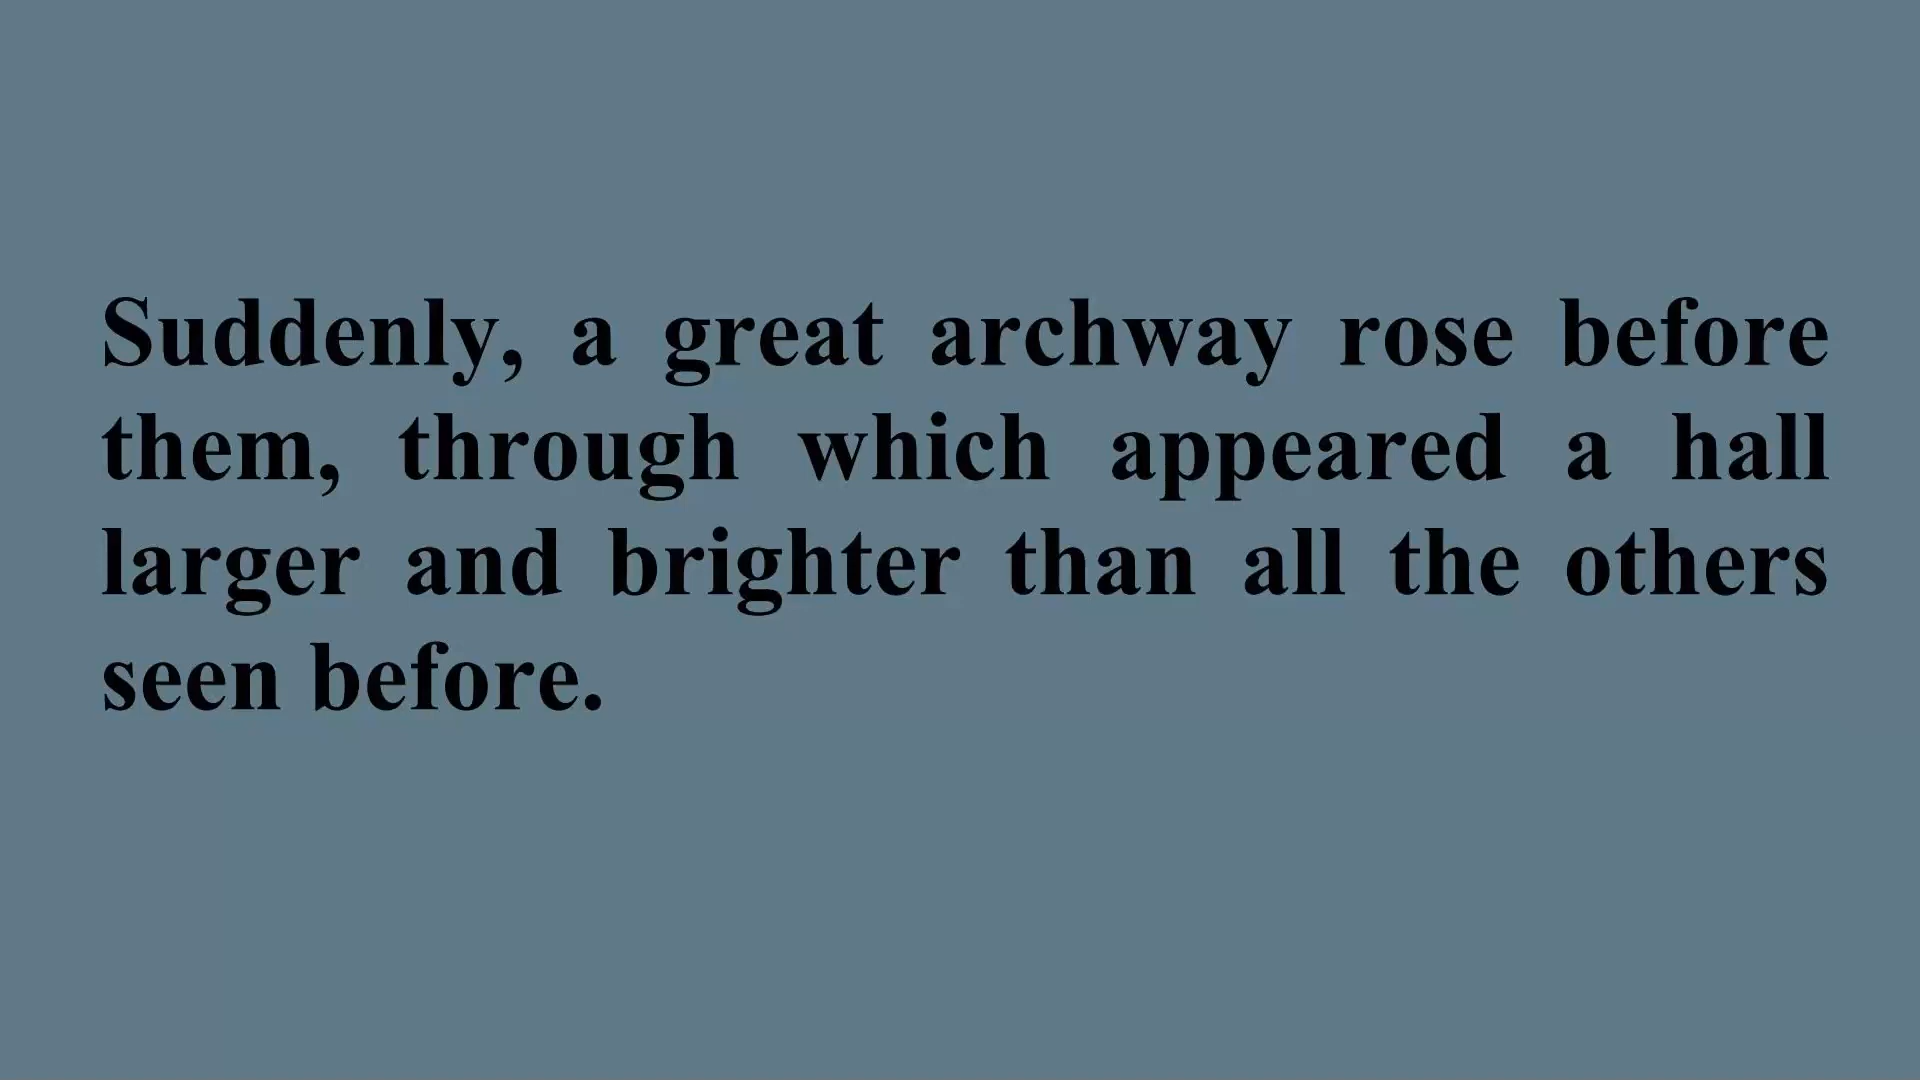 Suddenly, a great archway rose before
them, through which appeared a hall
larger and brighter than all the others
seen before.